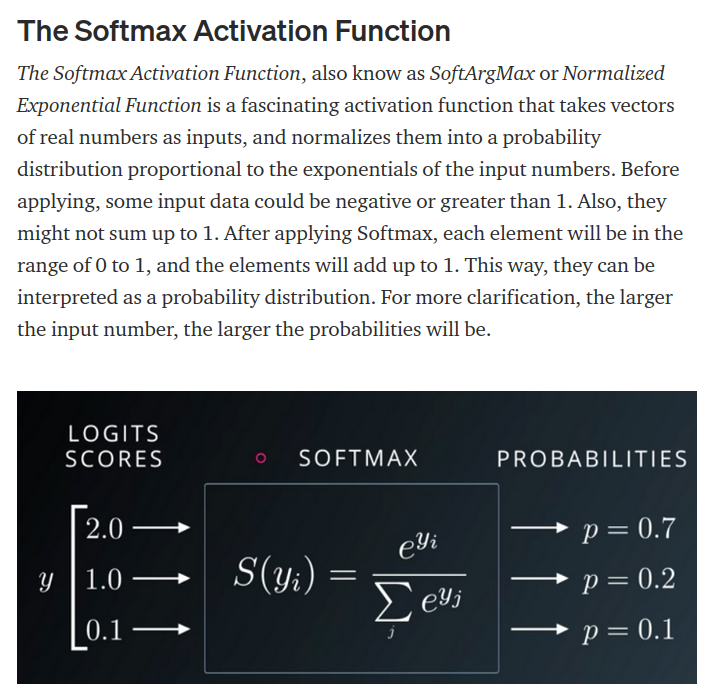 The Softmax Activation Function
The Softmax Activation Function, also know as SoftArgMax or Normalized
Exponential Function is a fascinating activation function that takes vectors
of real numbers as inputs, and normalizes them into a probability
distribution proportional to the exponentials of the input numbers. Before
applying, some input data could be negative or greater than 1. Also, they
might not sum up to 1. After applying Softmax, each element will be in the
range of 0 to 1, and the elements will add up to 1. This way, they can be
interpreted as a probability distribution. For more clarification, the larger
the input number, the larger the probabilities will be.
LOGITS
SCORES
SOFTMAX
PROBABILITIES
y
2.0
1.0
0.1
S(y_i) = e^{y_i} / ∑_j e^{y_j}
p = 0.7
p = 0.2
p = 0.1